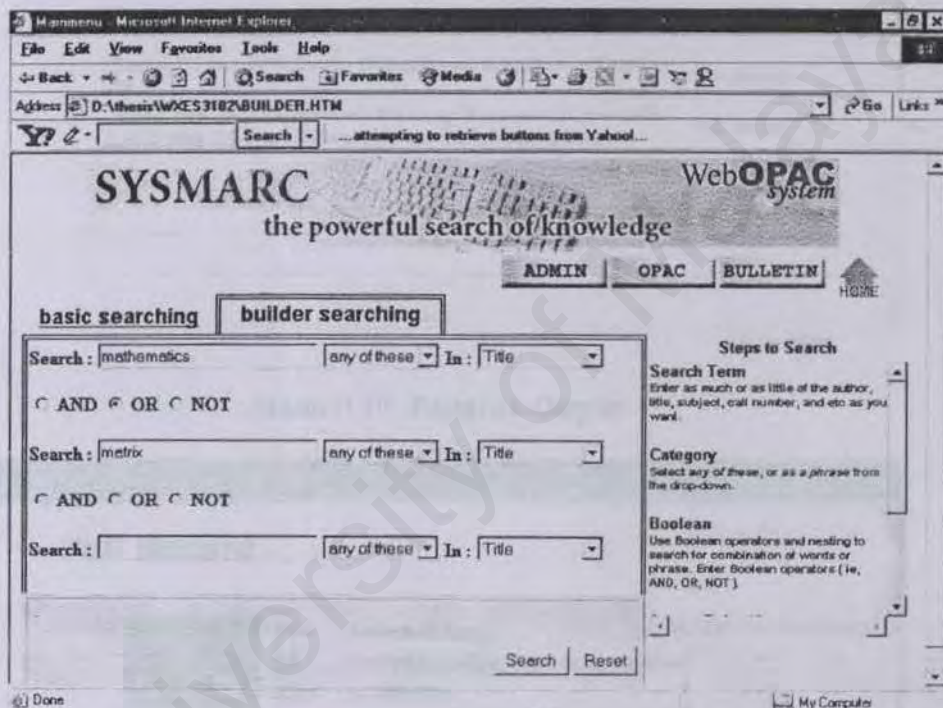 Mainmenu - Microsoft Internet Explorer
File Edit View Favorites Tools Help
Back Search Favorites Media
Address D:\thesis\WXES3182\BUILDER.HTM Go Links »
Y? Search ...attempting to retrieve buttons from Yahoo!...
SYSMARC WebOPAC
system
the powerful search of knowledge
ADMIN OPAC BULLETIN
HOME
basic searching builder searching
Search : mathematics any of these In : Title
AND OR NOT
Search : matrix any of these In : Title
AND OR NOT
Search : any of these In : Title
Steps to Search
Search Term
Enter as much or as little of the author,
title, subject, call number, and etc as you
want.
Category
Select any of these, or as a phrase from
the drop-down.
Boolean
Use Boolean operators and nesting to
search for combination of words or
phrase. Enter Boolean operators ( ie,
AND, OR, NOT ).
Search Reset
Done My Computer
University of Malaya